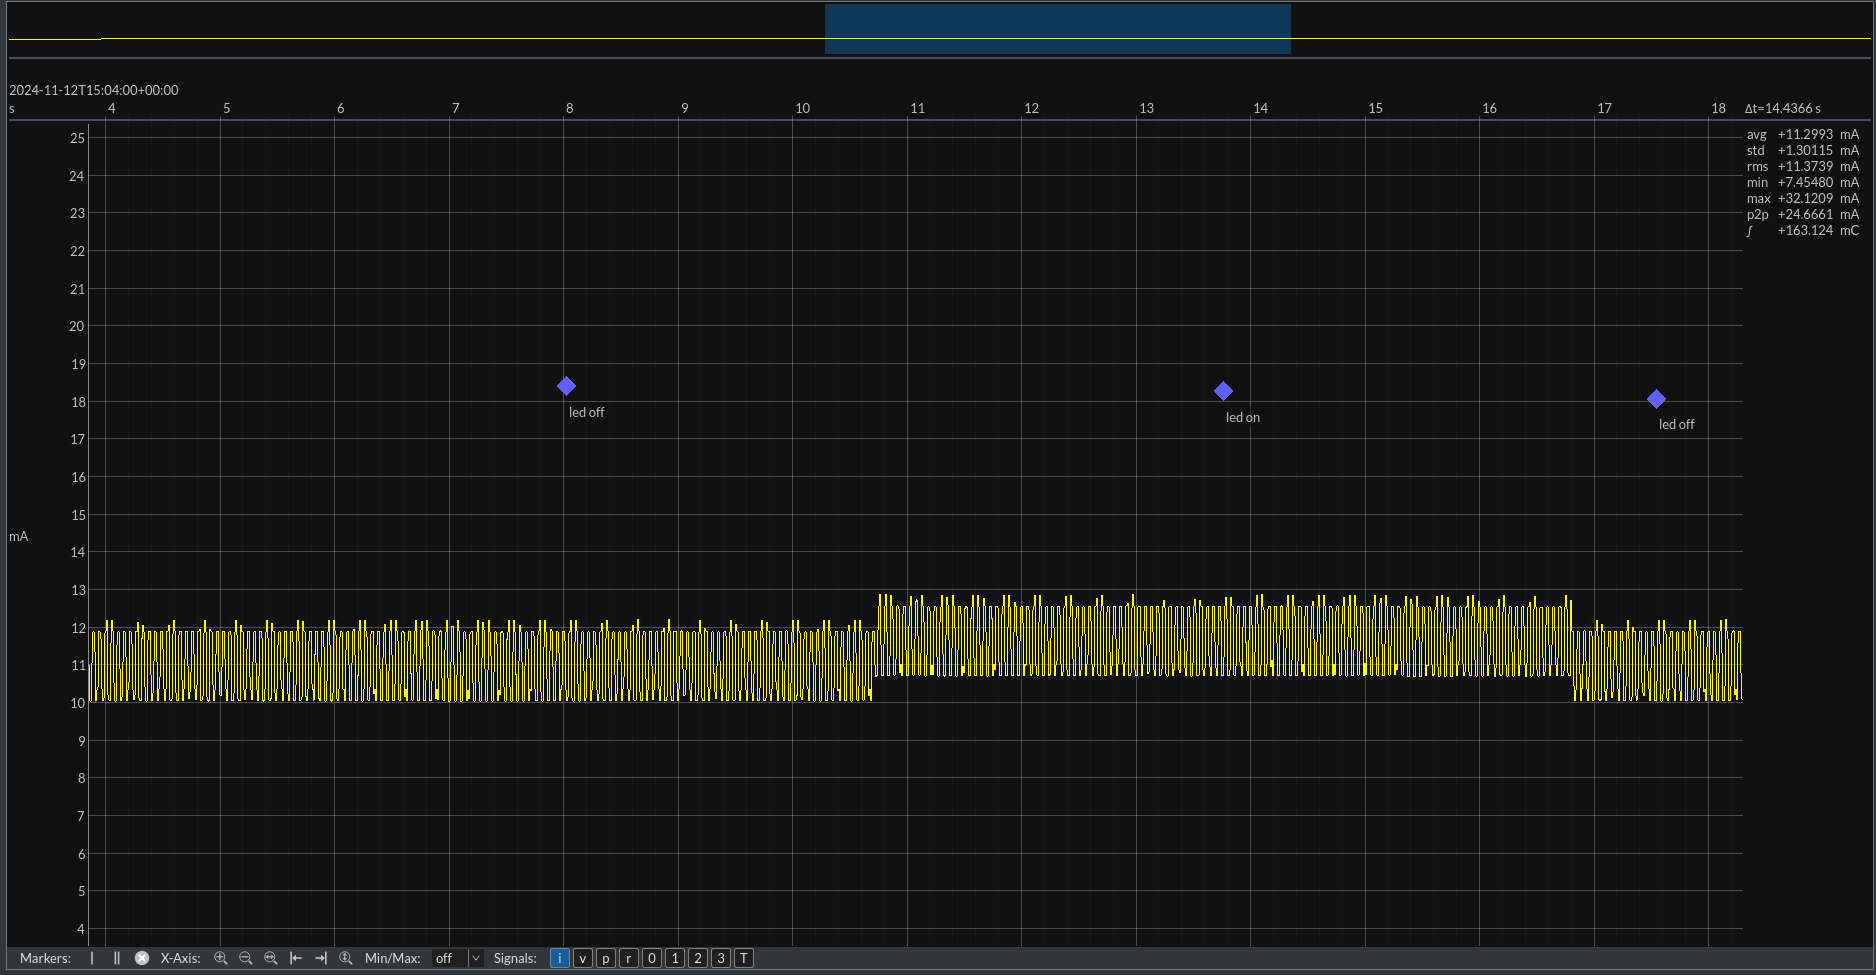 2024-11-12T15:04:00+00:00
s 4 5 6 7 8 9 10 11 12 13 14 15 16 17 18 Δt=14.4366 s
avg +11.2993 mA
std +1.30115 mA
rms +11.3739 mA
min +7.45480 mA
max +32.1209 mA
p2p +24.6661 mA
∫ +163.124 mC
25
24
23
22
21
20
19
18
17
16
15
mA
14
13
12
11
10
9
8
7
6
5
4
led off
led on
led off
Markers: X-Axis: Min/Max: off Signals: i v p r 0 1 2 3 T